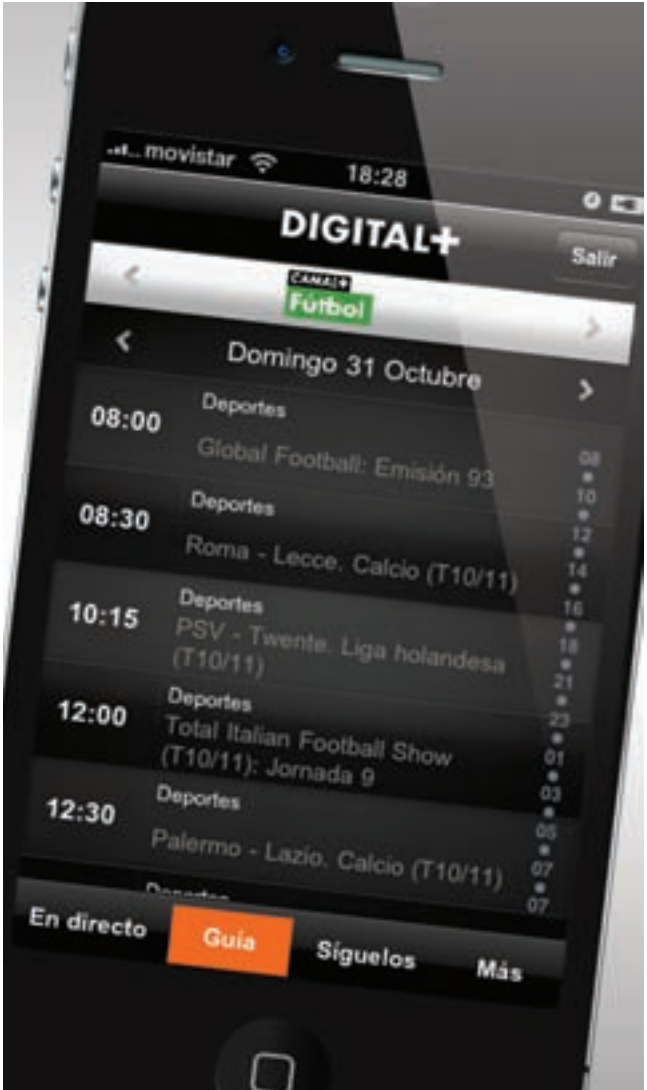 movistar 18:28
DIGITAL+
Salir
CANAL+
Fútbol
Domingo 31 Octubre
08:00
Deportes
Global Football: Emisión 93
08:30
Deportes
Roma - Lecce. Calcio (T10/11)
10:15
Deportes
PSV - Twente. Liga holandesa
(T10/11)
12:00
Deportes
Total Italian Football Show
(T10/11): Jornada 9
12:30
Deportes
Palermo - Lazio. Calcio (T10/11)
Deportes
08
10
12
14
16
18
21
23
01
03
05
07
07
En directo
Guía
Síguelos
Más